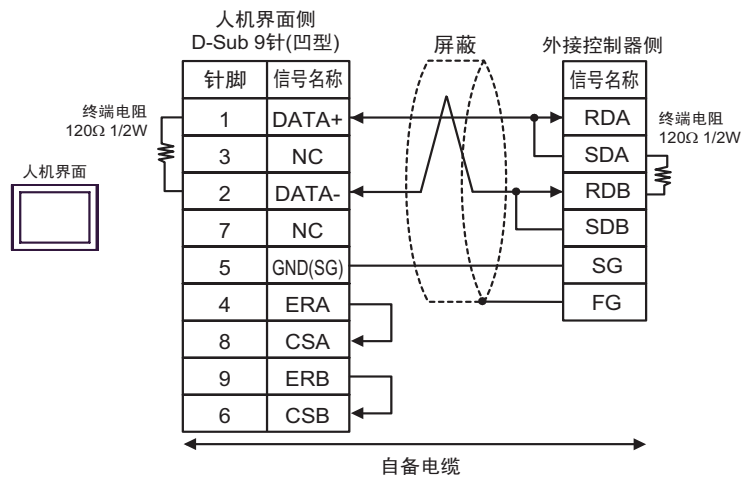 人机界面侧
D-Sub 9针(凹型)
屏蔽
外接控制器侧
针脚 信号名称
信号名称
终端电阻
120Ω 1/2W
1 DATA+
RDA
终端电阻
120Ω 1/2W
3 NC
SDA
人机界面
2 DATA-
RDB
7 NC
SDB
5 GND(SG)
SG
4 ERA
FG
8 CSA
9 ERB
6 CSB
自备电缆